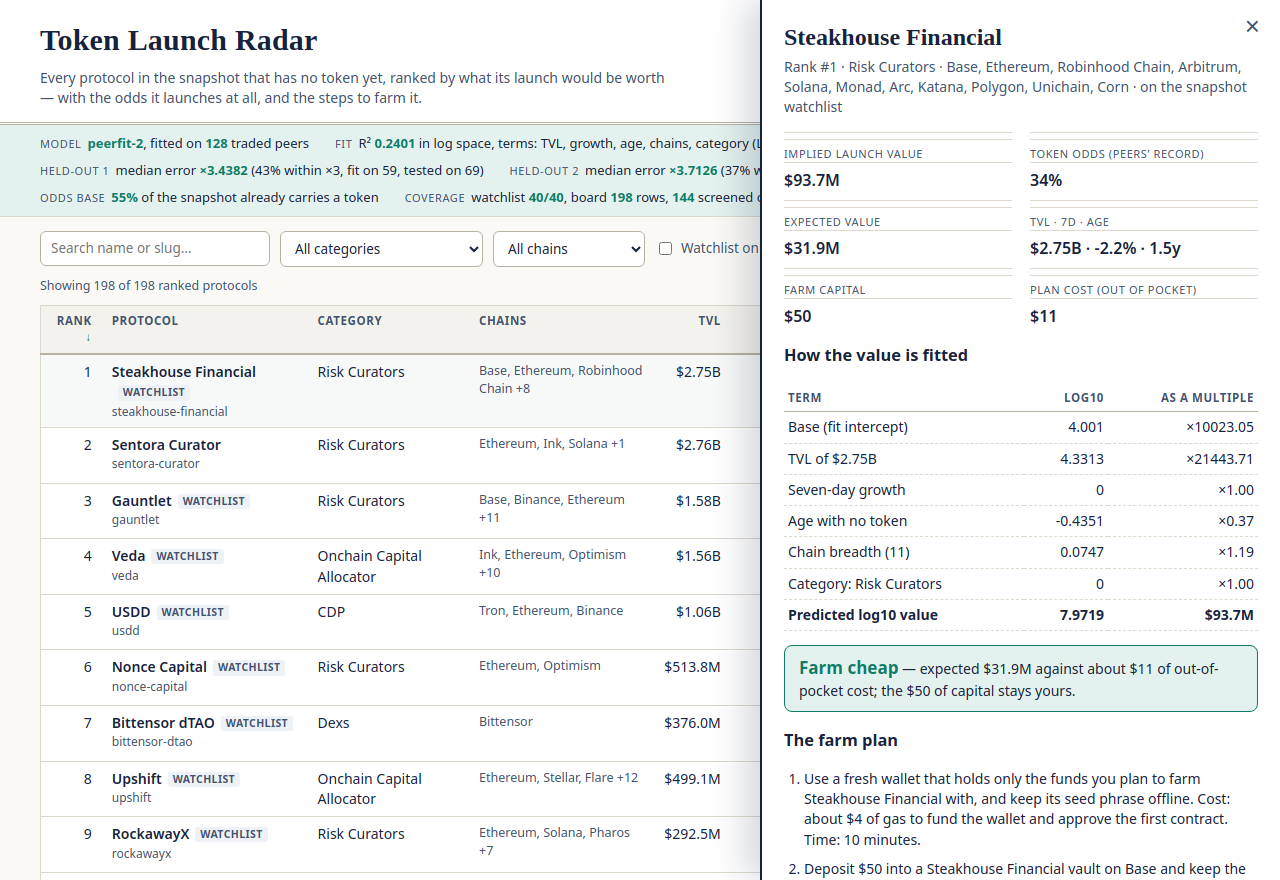 Token Launch Radar
Every protocol in the snapshot that has no token yet, ranked by what its launch would be worth
— with the odds it launches at all, and the steps to farm it.
MODEL peerfit-2, fitted on 128 traded peers FIT R² 0.2401 in log space, terms: TVL, growth, age, chains, category (L
HELD-OUT 1 median error ×3.4382 (43% within ×3, fit on 59, tested on 69) HELD-OUT 2 median error ×3.7126 (37% w
ODDS BASE 55% of the snapshot already carries a token COVERAGE watchlist 40/40, board 198 rows, 144 screened
Search name or slug... All categories All chains Watchlist on
Showing 198 of 198 ranked protocols
RANK ↓ PROTOCOL CATEGORY CHAINS TVL
1 Steakhouse Financial Risk Curators Base, Ethereum, Robinhood $2.75B
WATCHLIST Chain +8
steakhouse-financial
2 Sentora Curator Risk Curators Ethereum, Ink, Solana +1 $2.76B
sentora-curator
3 Gauntlet WATCHLIST Risk Curators Base, Binance, Ethereum $1.58B
gauntlet +11
4 Veda WATCHLIST Onchain Capital Ink, Ethereum, Optimism $1.56B
veda Allocator +10
5 USDD WATCHLIST CDP Tron, Ethereum, Binance $1.06B
usdd
6 Nonce Capital WATCHLIST Risk Curators Ethereum, Optimism $513.8M
nonce-capital
7 Bittensor dTAO WATCHLIST Dexs Bittensor $376.0M
bittensor-dtao
8 Upshift WATCHLIST Onchain Capital Ethereum, Stellar, Flare +12 $499.1M
upshift Allocator
9 RockawayX WATCHLIST Risk Curators Ethereum, Solana, Pharos $292.5M
rockawayx +7
×
Steakhouse Financial
Rank #1 · Risk Curators · Base, Ethereum, Robinhood Chain, Arbitrum,
Solana, Monad, Arc, Katana, Polygon, Unichain, Corn · on the snapshot
watchlist
IMPLIED LAUNCH VALUE TOKEN ODDS (PEERS' RECORD)
$93.7M 34%
EXPECTED VALUE TVL · 7D · AGE
$31.9M $2.75B · -2.2% · 1.5y
FARM CAPITAL PLAN COST (OUT OF POCKET)
$50 $11
How the value is fitted
TERM LOG10 AS A MULTIPLE
Base (fit intercept) 4.001 ×10023.05
TVL of $2.75B 4.3313 ×21443.71
Seven-day growth 0 ×1.00
Age with no token -0.4351 ×0.37
Chain breadth (11) 0.0747 ×1.19
Category: Risk Curators 0 ×1.00
Predicted log10 value 7.9719 $93.7M
Farm cheap — expected $31.9M against about $11 of out-of-
pocket cost; the $50 of capital stays yours.
The farm plan
1. Use a fresh wallet that holds only the funds you plan to farm
Steakhouse Financial with, and keep its seed phrase offline. Cost:
about $4 of gas to fund the wallet and approve the first contract.
Time: 10 minutes.
2. Deposit $50 into a Steakhouse Financial vault on Base and keep the